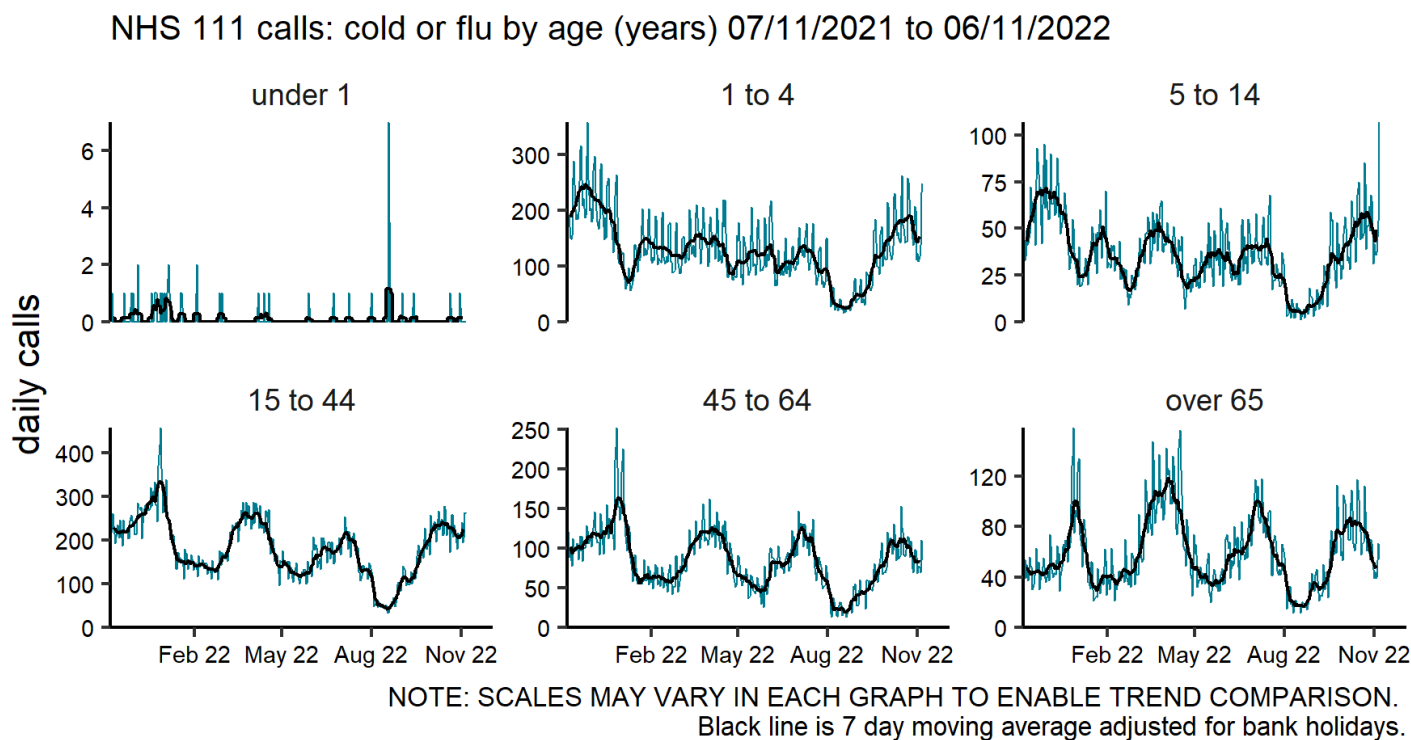 NHS 111 calls: cold or flu by age (years) 07/11/2021 to 06/11/2022
under 1
1 to 4
5 to 14
6
4
2
0
300
200
100
0
100
75
50
25
0
daily calls
15 to 44
45 to 64
over 65
400
300
200
100
0
250
200
150
100
50
0
120
80
40
0
Feb 22 May 22 Aug 22 Nov 22
Feb 22 May 22 Aug 22 Nov 22
Feb 22 May 22 Aug 22 Nov 22
NOTE: SCALES MAY VARY IN EACH GRAPH TO ENABLE TREND COMPARISON.
Black line is 7 day moving average adjusted for bank holidays.